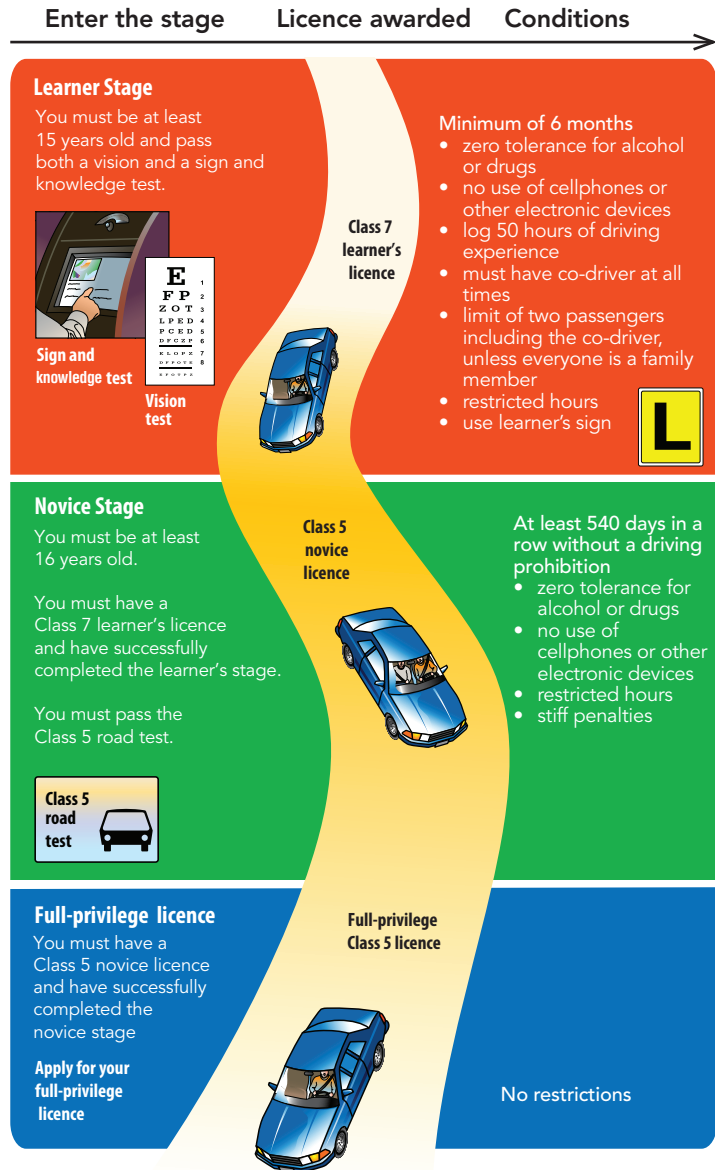 Enter the stage
Licence awarded
Conditions
Learner Stage
You must be at least
15 years old and pass
both a vision and a sign and
knowledge test.
Sign and
knowledge test
E 1
F P 2
Z O T 3
L P E D 4
P C E D 5
D F C Z P 6
E L O P Z 7
D F P O T E 8
Vision
test
Class 7
learner's
licence
Minimum of 6 months
• zero tolerance for alcohol
or drugs
• no use of cellphones or
other electronic devices
• log 50 hours of driving
experience
• must have co-driver at all
times
• limit of two passengers
including the co-driver,
unless everyone is a family
member
• restricted hours
• use learner's sign
L
Novice Stage
You must be at least
16 years old.
You must have a
Class 7 learner's licence
and have successfully
completed the learner's stage.
You must pass the
Class 5 road test.
Class 5
road
test
Class 5
novice
licence
At least 540 days in a
row without a driving
prohibition
• zero tolerance for
alcohol or drugs
• no use of
cellphones or other
electronic devices
• restricted hours
• stiff penalties
Full-privilege licence
You must have a
Class 5 novice licence
and have successfully
completed the
novice stage
Apply for your
full-privilege
licence
Full-privilege
Class 5 licence
No restrictions